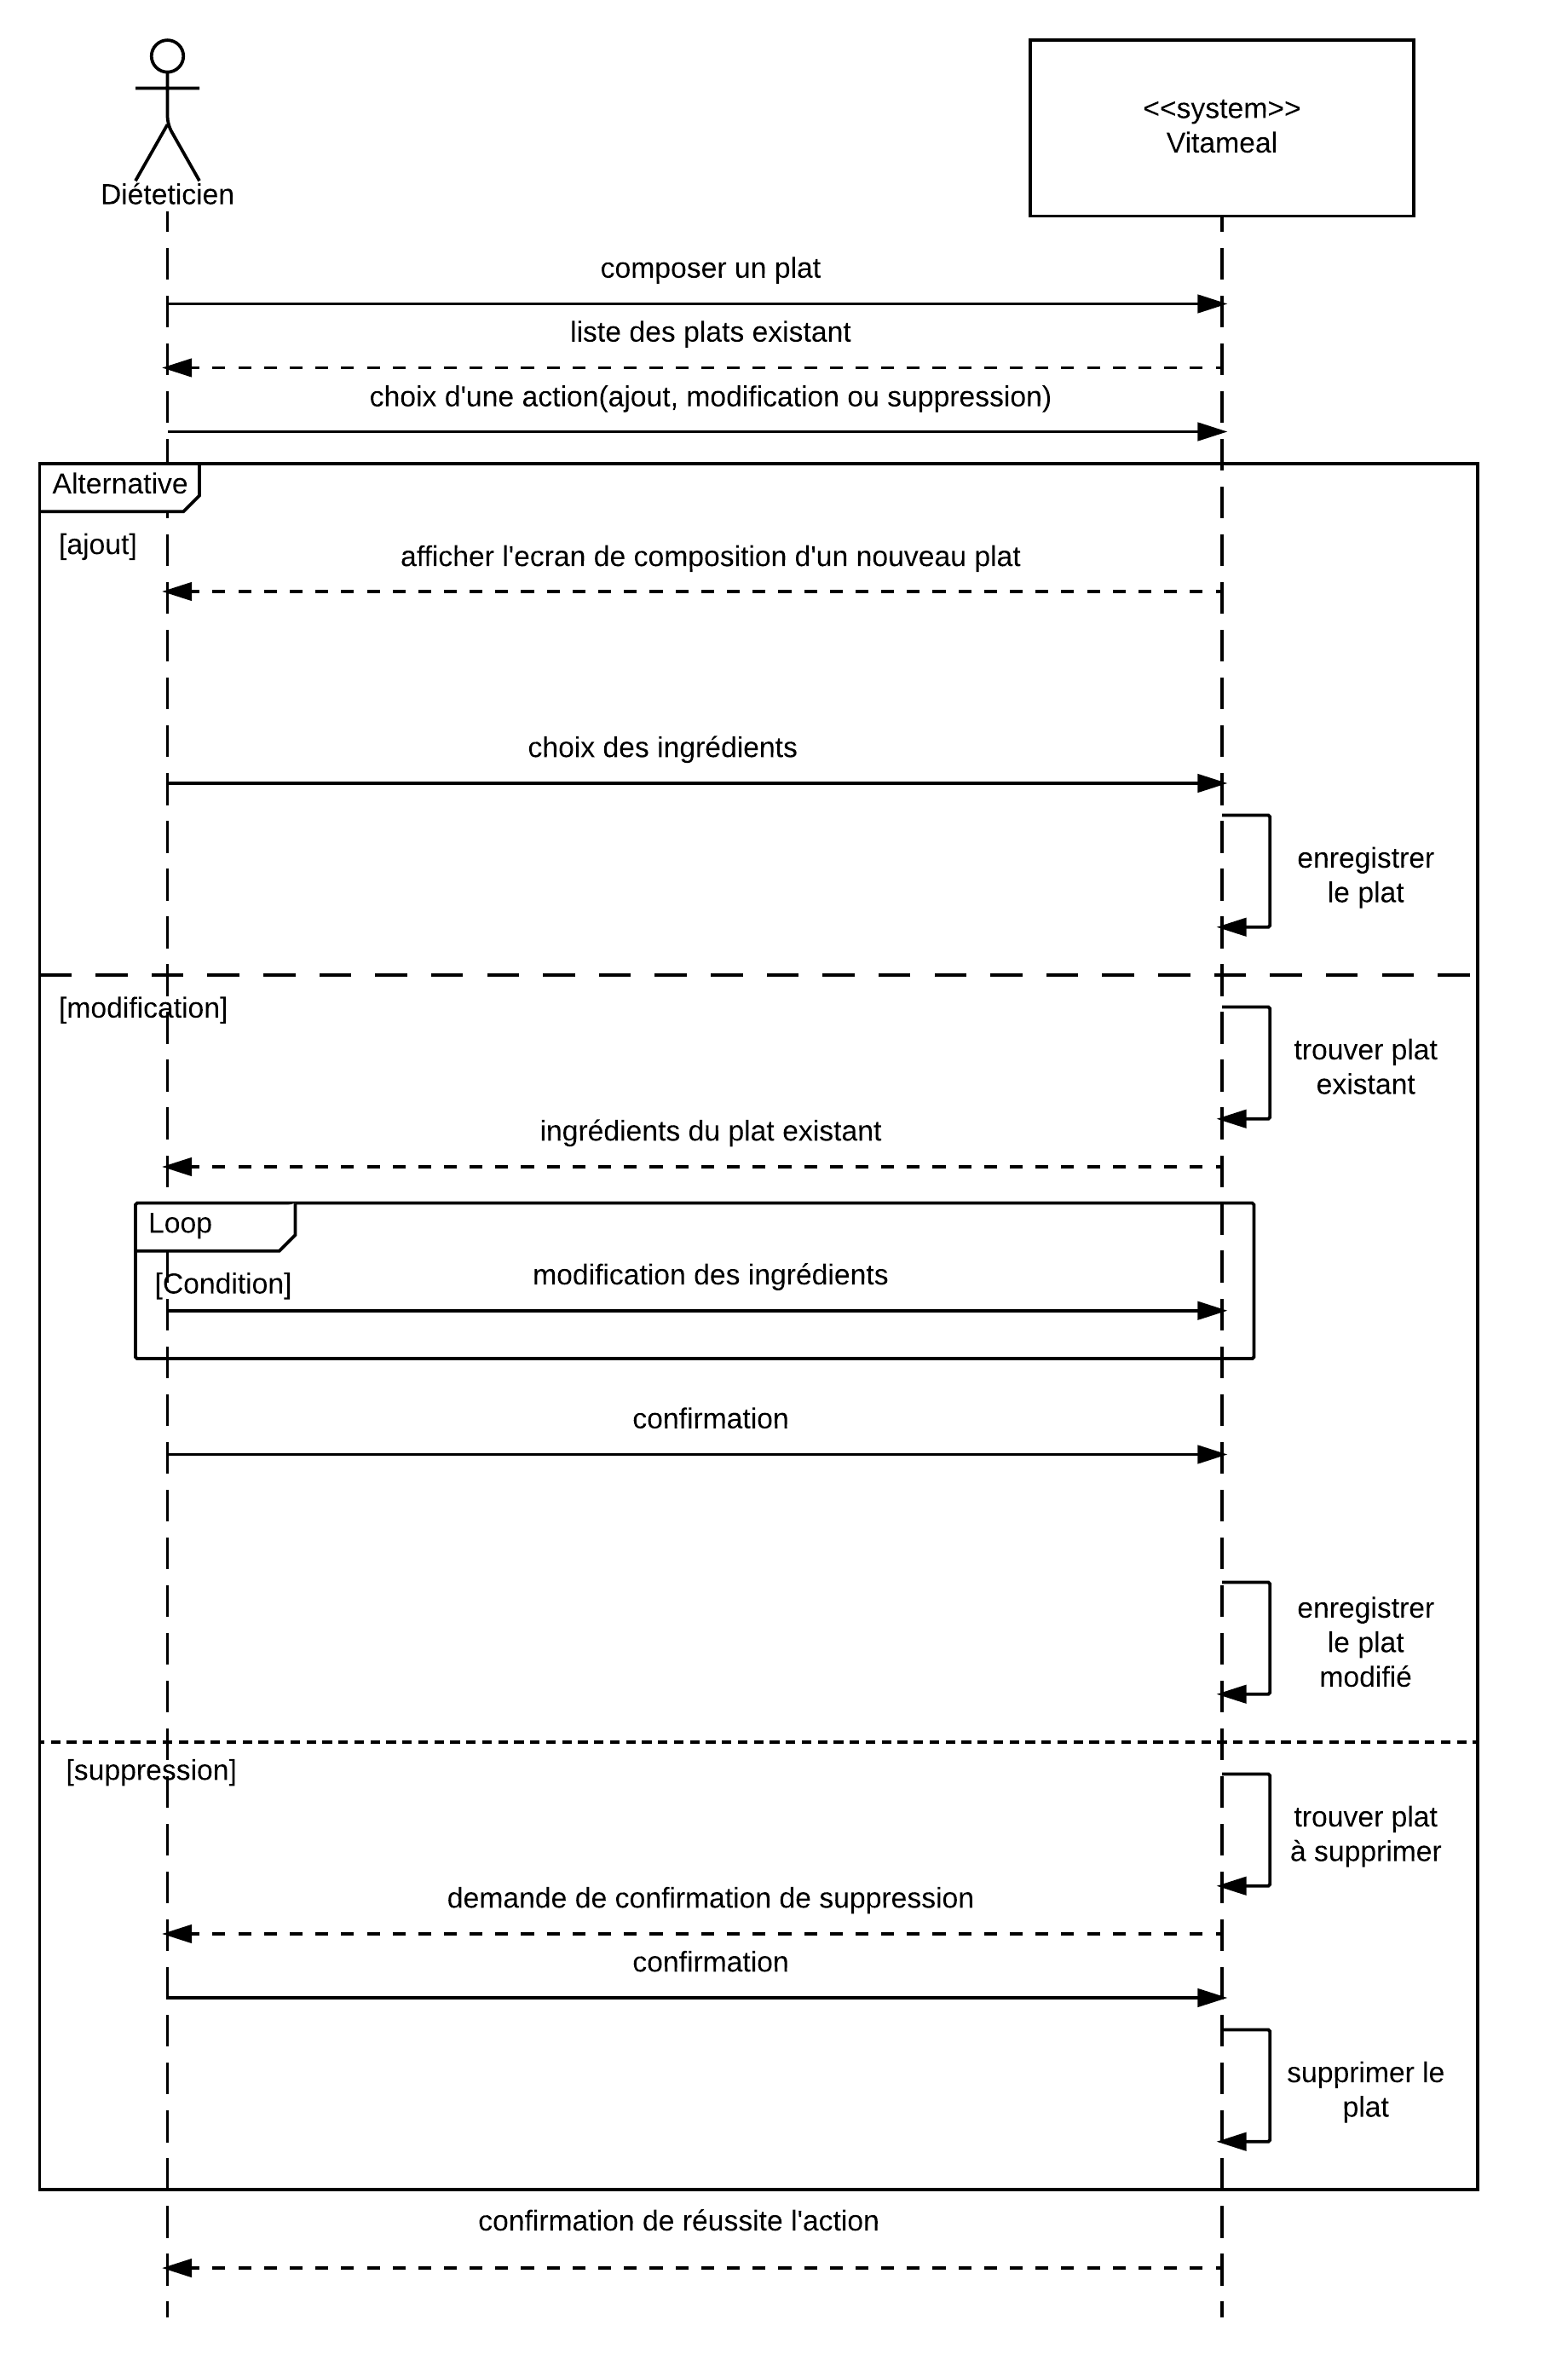 <<system>>
Vitameal
Diéteticien
composer un plat
liste des plats existant
choix d'une action(ajout, modification ou suppression)
Alternative
[ajout]
afficher l'ecran de composition d'un nouveau plat
choix des ingrédients
enregistrer
le plat
[modification]
trouver plat
existant
ingrédients du plat existant
Loop
[Condition]
modification des ingrédients
confirmation
enregistrer
le plat
modifié
[suppression]
trouver plat
à supprimer
demande de confirmation de suppression
confirmation
supprimer le
plat
confirmation de réussite l'action